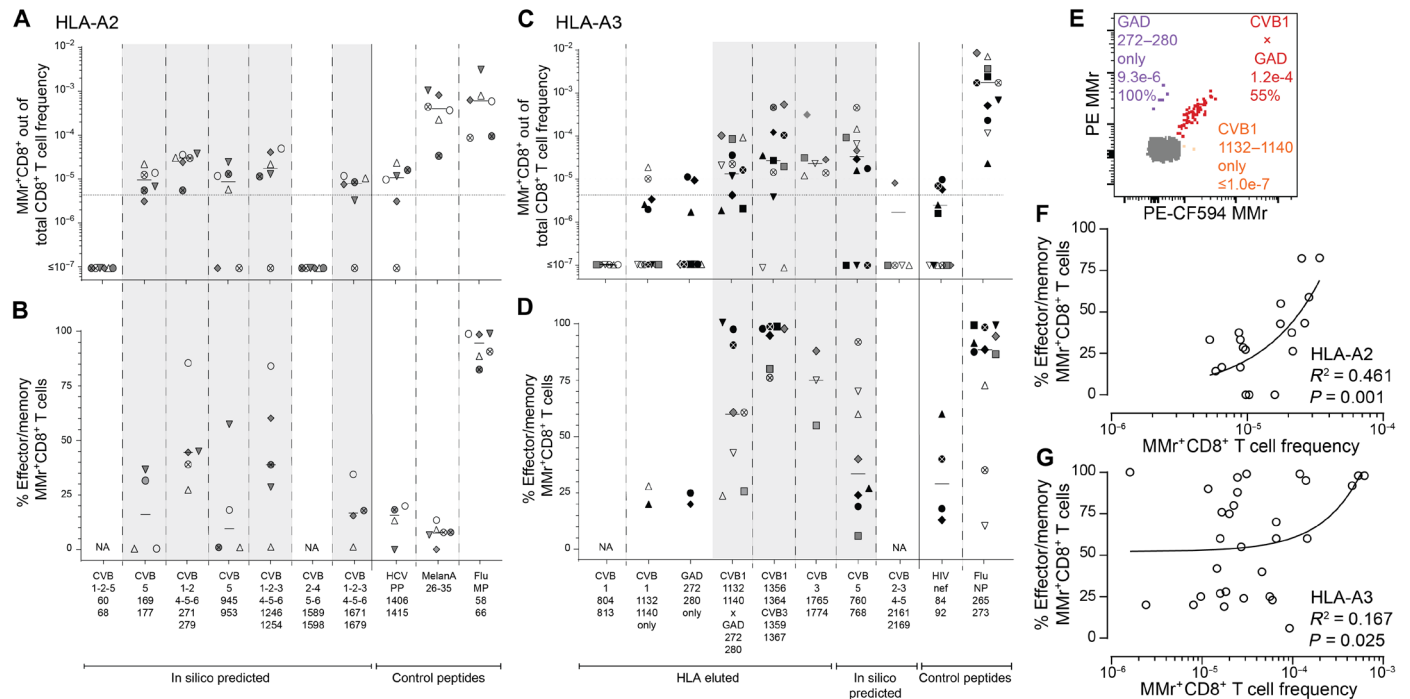 A HLA-A2
MMr⁺CD8⁺ out of
total CD8⁺ T cell frequency
10⁻²
10⁻³
10⁻⁴
10⁻⁵
10⁻⁶
≤10⁻⁷
B
% Effector/memory
MMr⁺CD8⁺ T cells
100
75
50
25
0
NA NA
CVB
1-2-5
60
68
CVB
5
169
177
CVB
1-2
4-5-6
271
279
CVB
5
945
953
CVB
1-2-3
4-5-6
1246
1254
CVB
2-4
5-6
1589
1598
CVB
1-2-3
4-5-6
1671
1679
HCV
PP
1406
1415
MelanA
26-35
Flu
MP
58
66
In silico predicted
Control peptides
C HLA-A3
MMr⁺CD8⁺ out of
total CD8⁺ T cell frequency
10⁻²
10⁻³
10⁻⁴
10⁻⁵
10⁻⁶
≤10⁻⁷
D
% Effector/memory
MMr⁺CD8⁺ T cells
100
75
50
25
0
NA NA
CVB
1
804
813
CVB
1
1132
1140
only
GAD
272
280
only
CVB1
1132
1140
x
GAD
272
280
CVB1
1356
1364
CVB3
1359
1367
CVB
3
1765
1774
CVB
5
760
768
CVB
2-3
4-5
2161
2169
HIV
nef
84
92
Flu
NP
265
273
HLA eluted
In silico
predicted
Control peptides
E
GAD
272–280
only
9.3e-6
100%
CVB1
×
GAD
1.2e-4
55%
CVB1
1132–1140
only
≤1.0e-7
PE MMr
PE-CF594 MMr
F
% Effector/memory
MMr⁺CD8⁺ T cells
100
75
50
25
0
HLA-A2
R² = 0.461
P = 0.001
10⁻⁶ 10⁻⁵ 10⁻⁴
MMr⁺CD8⁺ T cell frequency
G
% Effector/memory
MMr⁺CD8⁺ T cells
100
75
50
25
0
HLA-A3
R² = 0.167
P = 0.025
10⁻⁶ 10⁻⁵ 10⁻⁴ 10⁻³
MMr⁺CD8⁺ T cell frequency